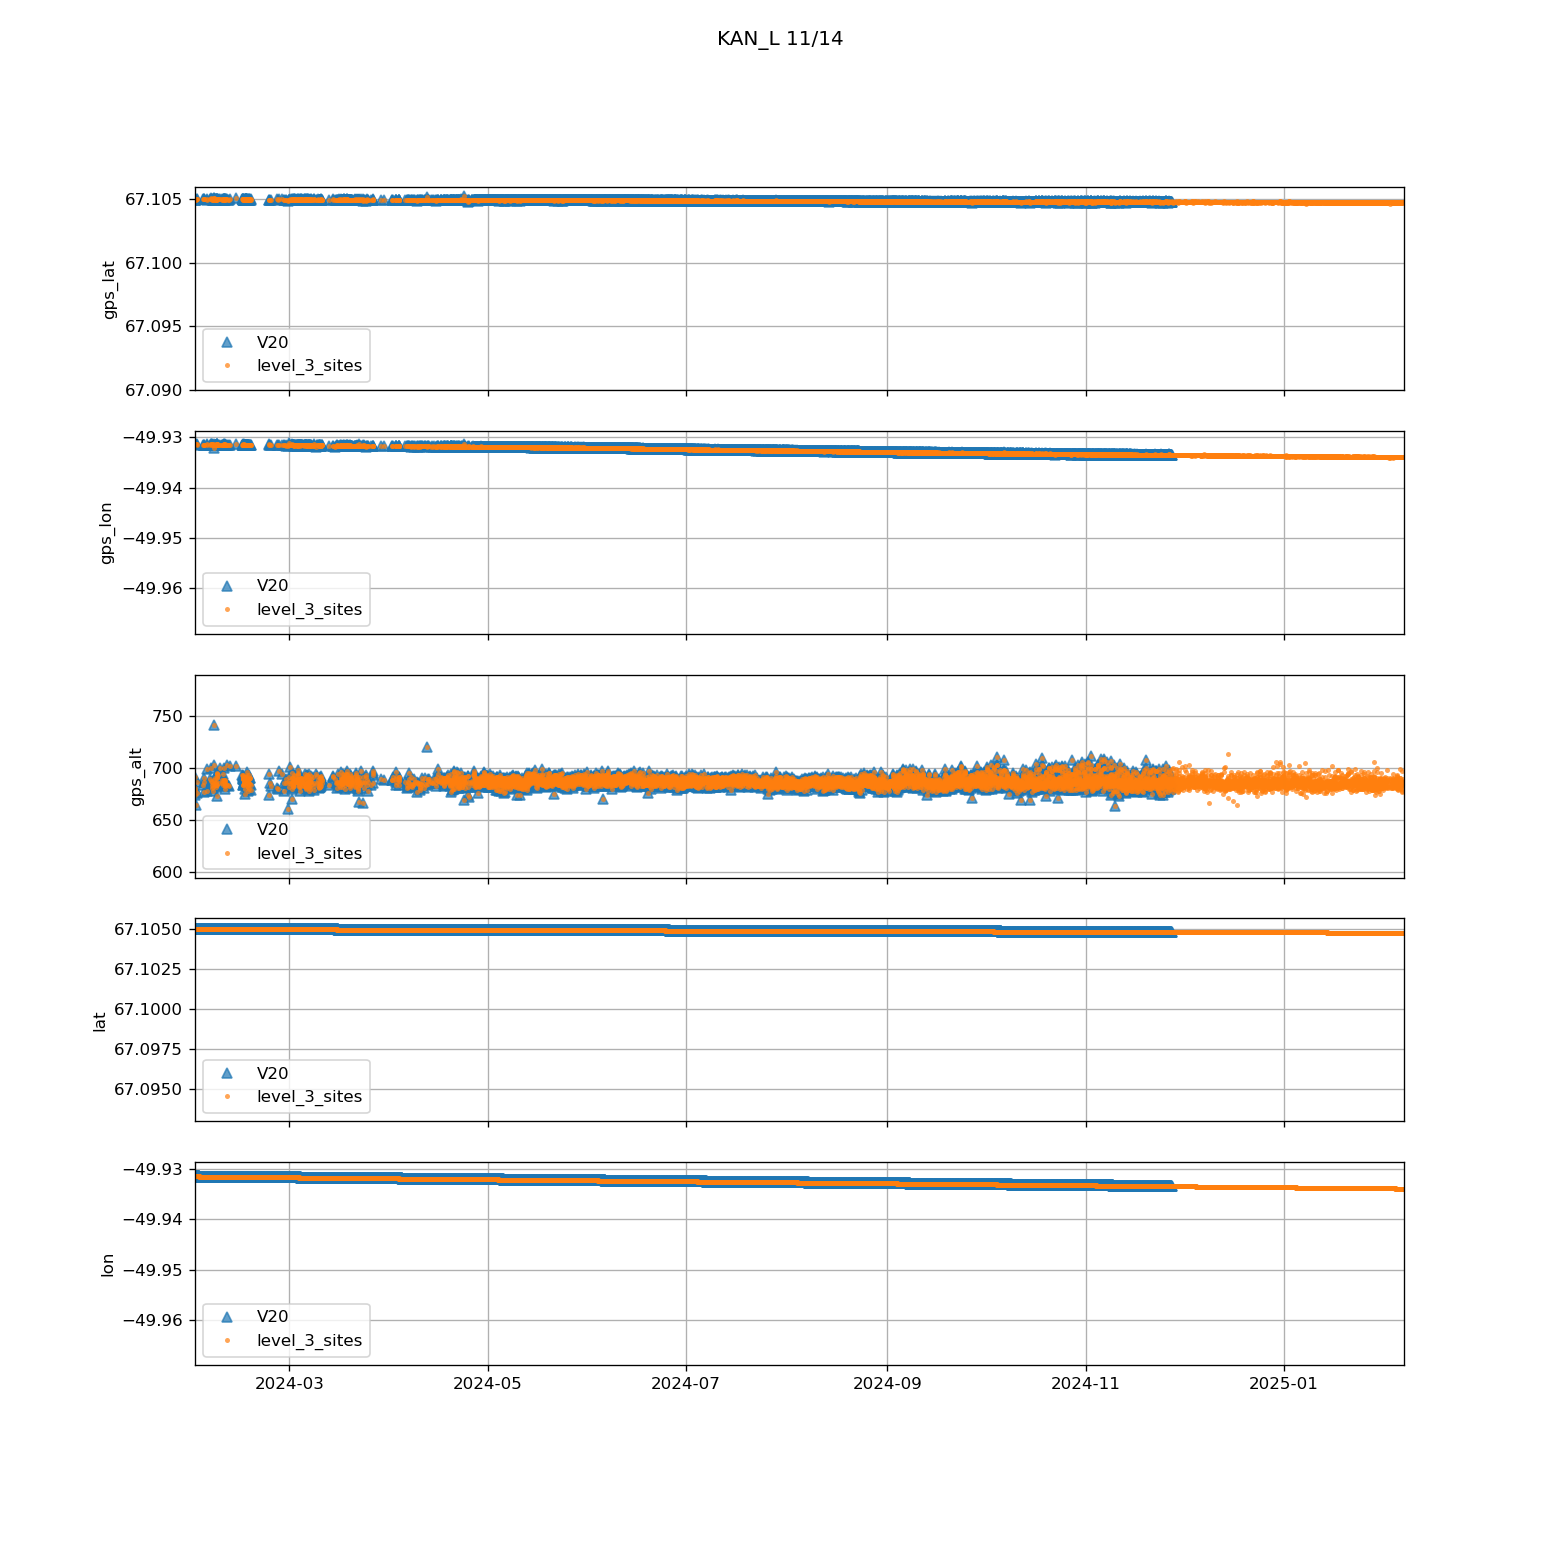 KAN_L 11/14
67.105
67.100
67.095
67.090
gps_lat
V20
level_3_sites
−49.93
−49.94
−49.95
−49.96
gps_lon
V20
level_3_sites
750
700
650
600
gps_alt
V20
level_3_sites
67.1050
67.1025
67.1000
67.0975
67.0950
lat
V20
level_3_sites
−49.93
−49.94
−49.95
−49.96
lon
V20
level_3_sites
2024-03 2024-05 2024-07 2024-09 2024-11 2025-01